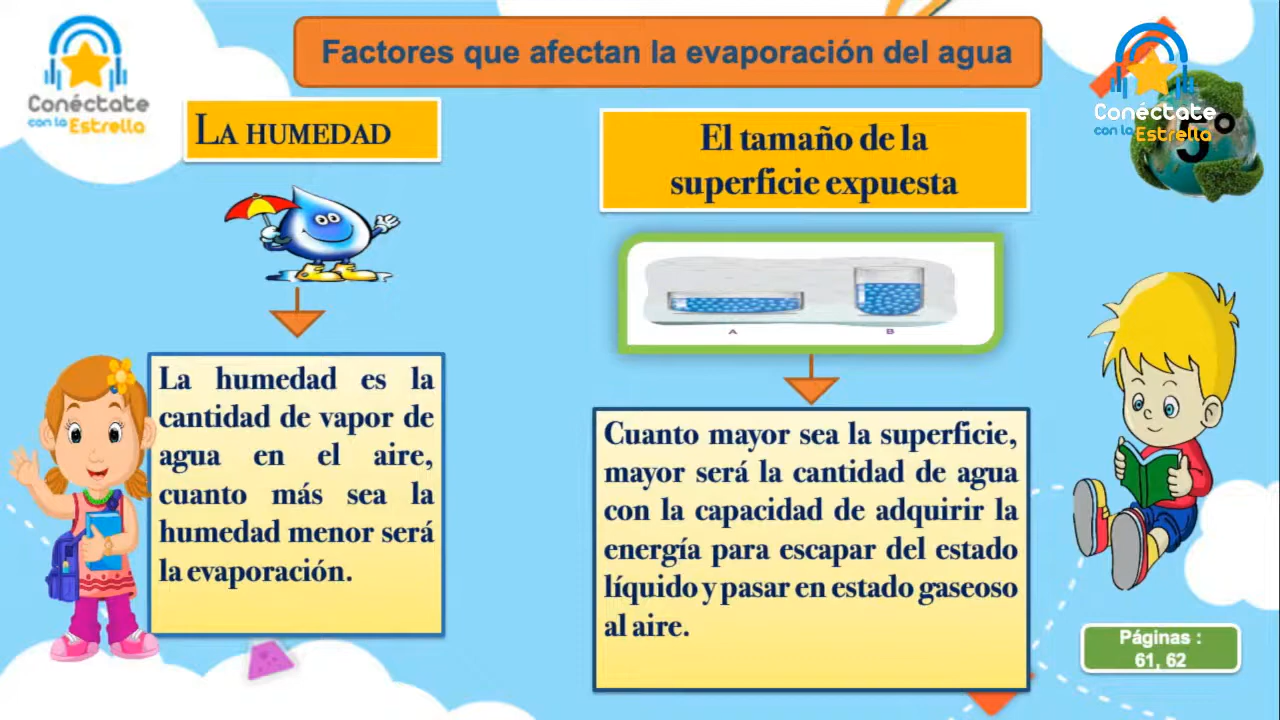 Factores que afectan la evaporación del agua
Conéctate
con la Estrella
Conéctate
con la Estrella
5°
LA HUMEDAD
El tamaño de la
superficie expuesta
A
B
La humedad es la
cantidad de vapor de
agua en el aire,
cuanto más sea la
humedad menor será
la evaporación.
Cuanto mayor sea la superficie,
mayor será la cantidad de agua
con la capacidad de adquirir la
energía para escapar del estado
líquido y pasar en estado gaseoso
al aire.
Páginas :
61, 62